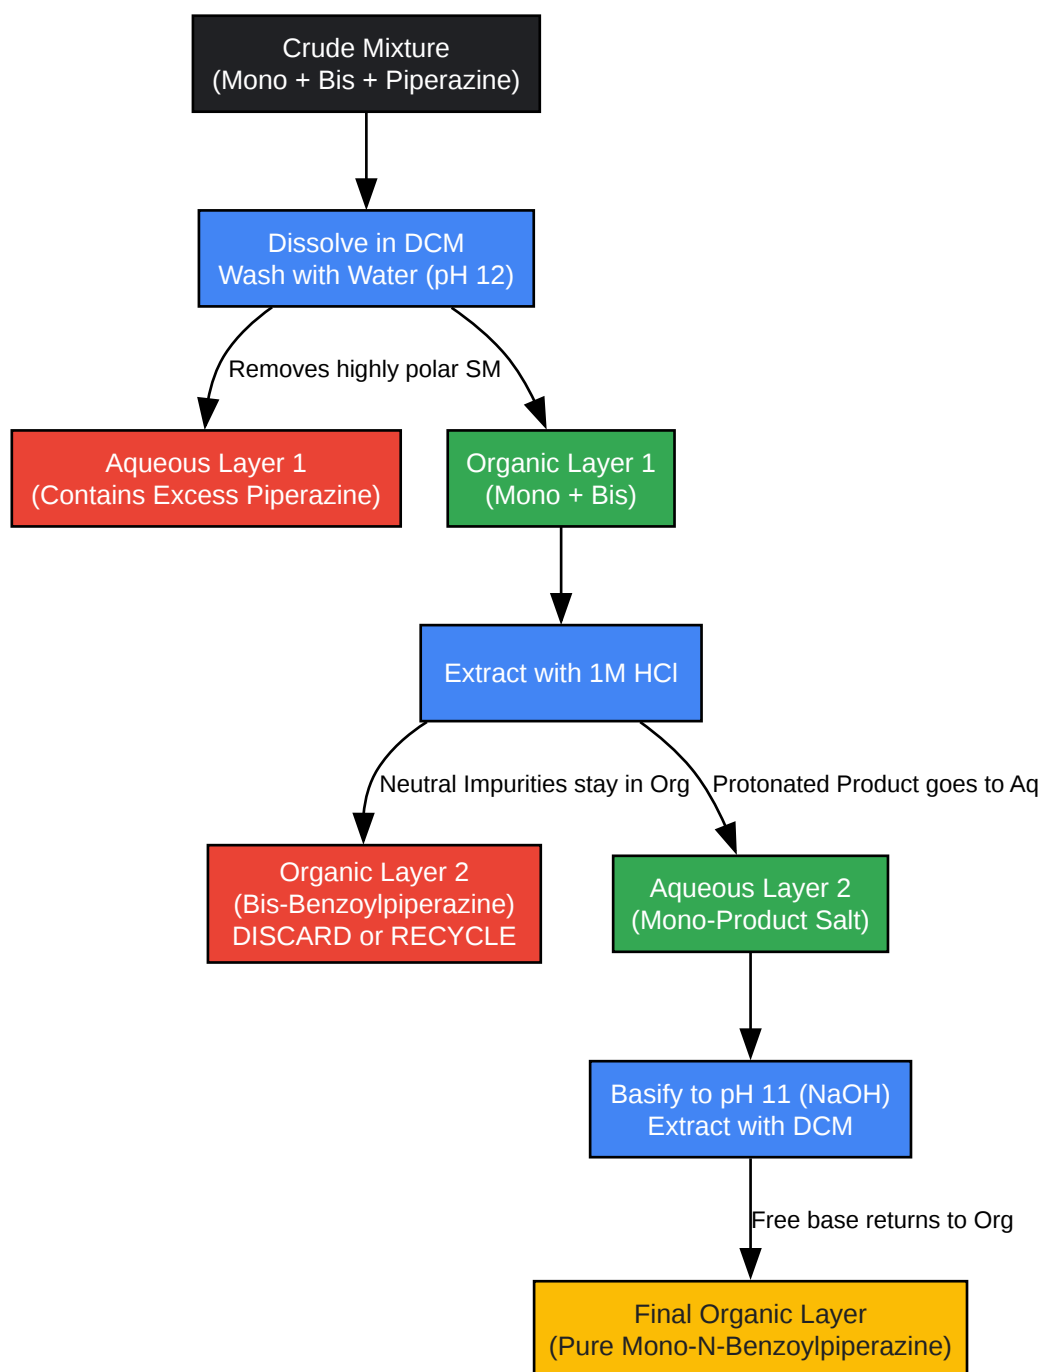 Crude Mixture
(Mono + Bis + Piperazine)
Dissolve in DCM
Wash with Water (pH 12)
Removes highly polar SM
Aqueous Layer 1
(Contains Excess Piperazine)
Organic Layer 1
(Mono + Bis)
Extract with 1M HCl
Neutral Impurities stay in Org
Protonated Product goes to Aq
Organic Layer 2
(Bis-Benzoylpiperazine)
DISCARD or RECYCLE
Aqueous Layer 2
(Mono-Product Salt)
Basify to pH 11 (NaOH)
Extract with DCM
Free base returns to Org
Final Organic Layer
(Pure Mono-N-Benzoylpiperazine)